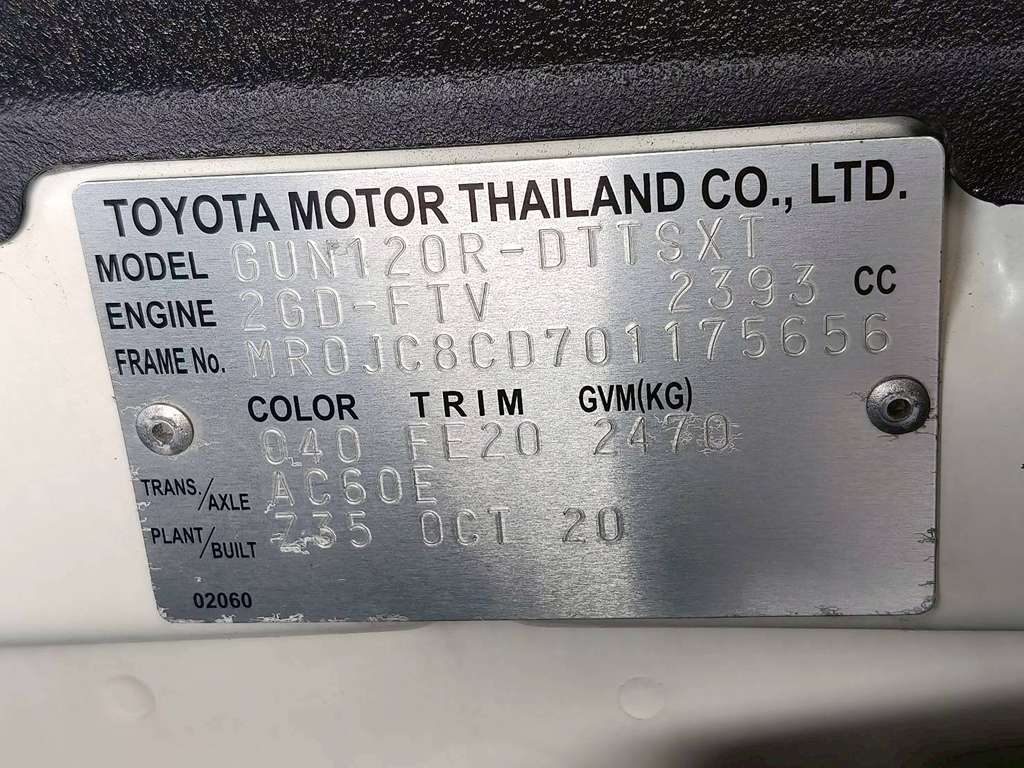 TOYOTA MOTOR THAILAND CO., LTD.
MODEL GUN120R-DTTSXT
ENGINE 2GD-FTV 2393 CC
FRAME No. MR0JC8CD701175656
COLOR TRIM GVM(KG)
040 FE20 2470
TRANS./AXLE AC60E
PLANT/BUILT Z35 OCT 20
02060